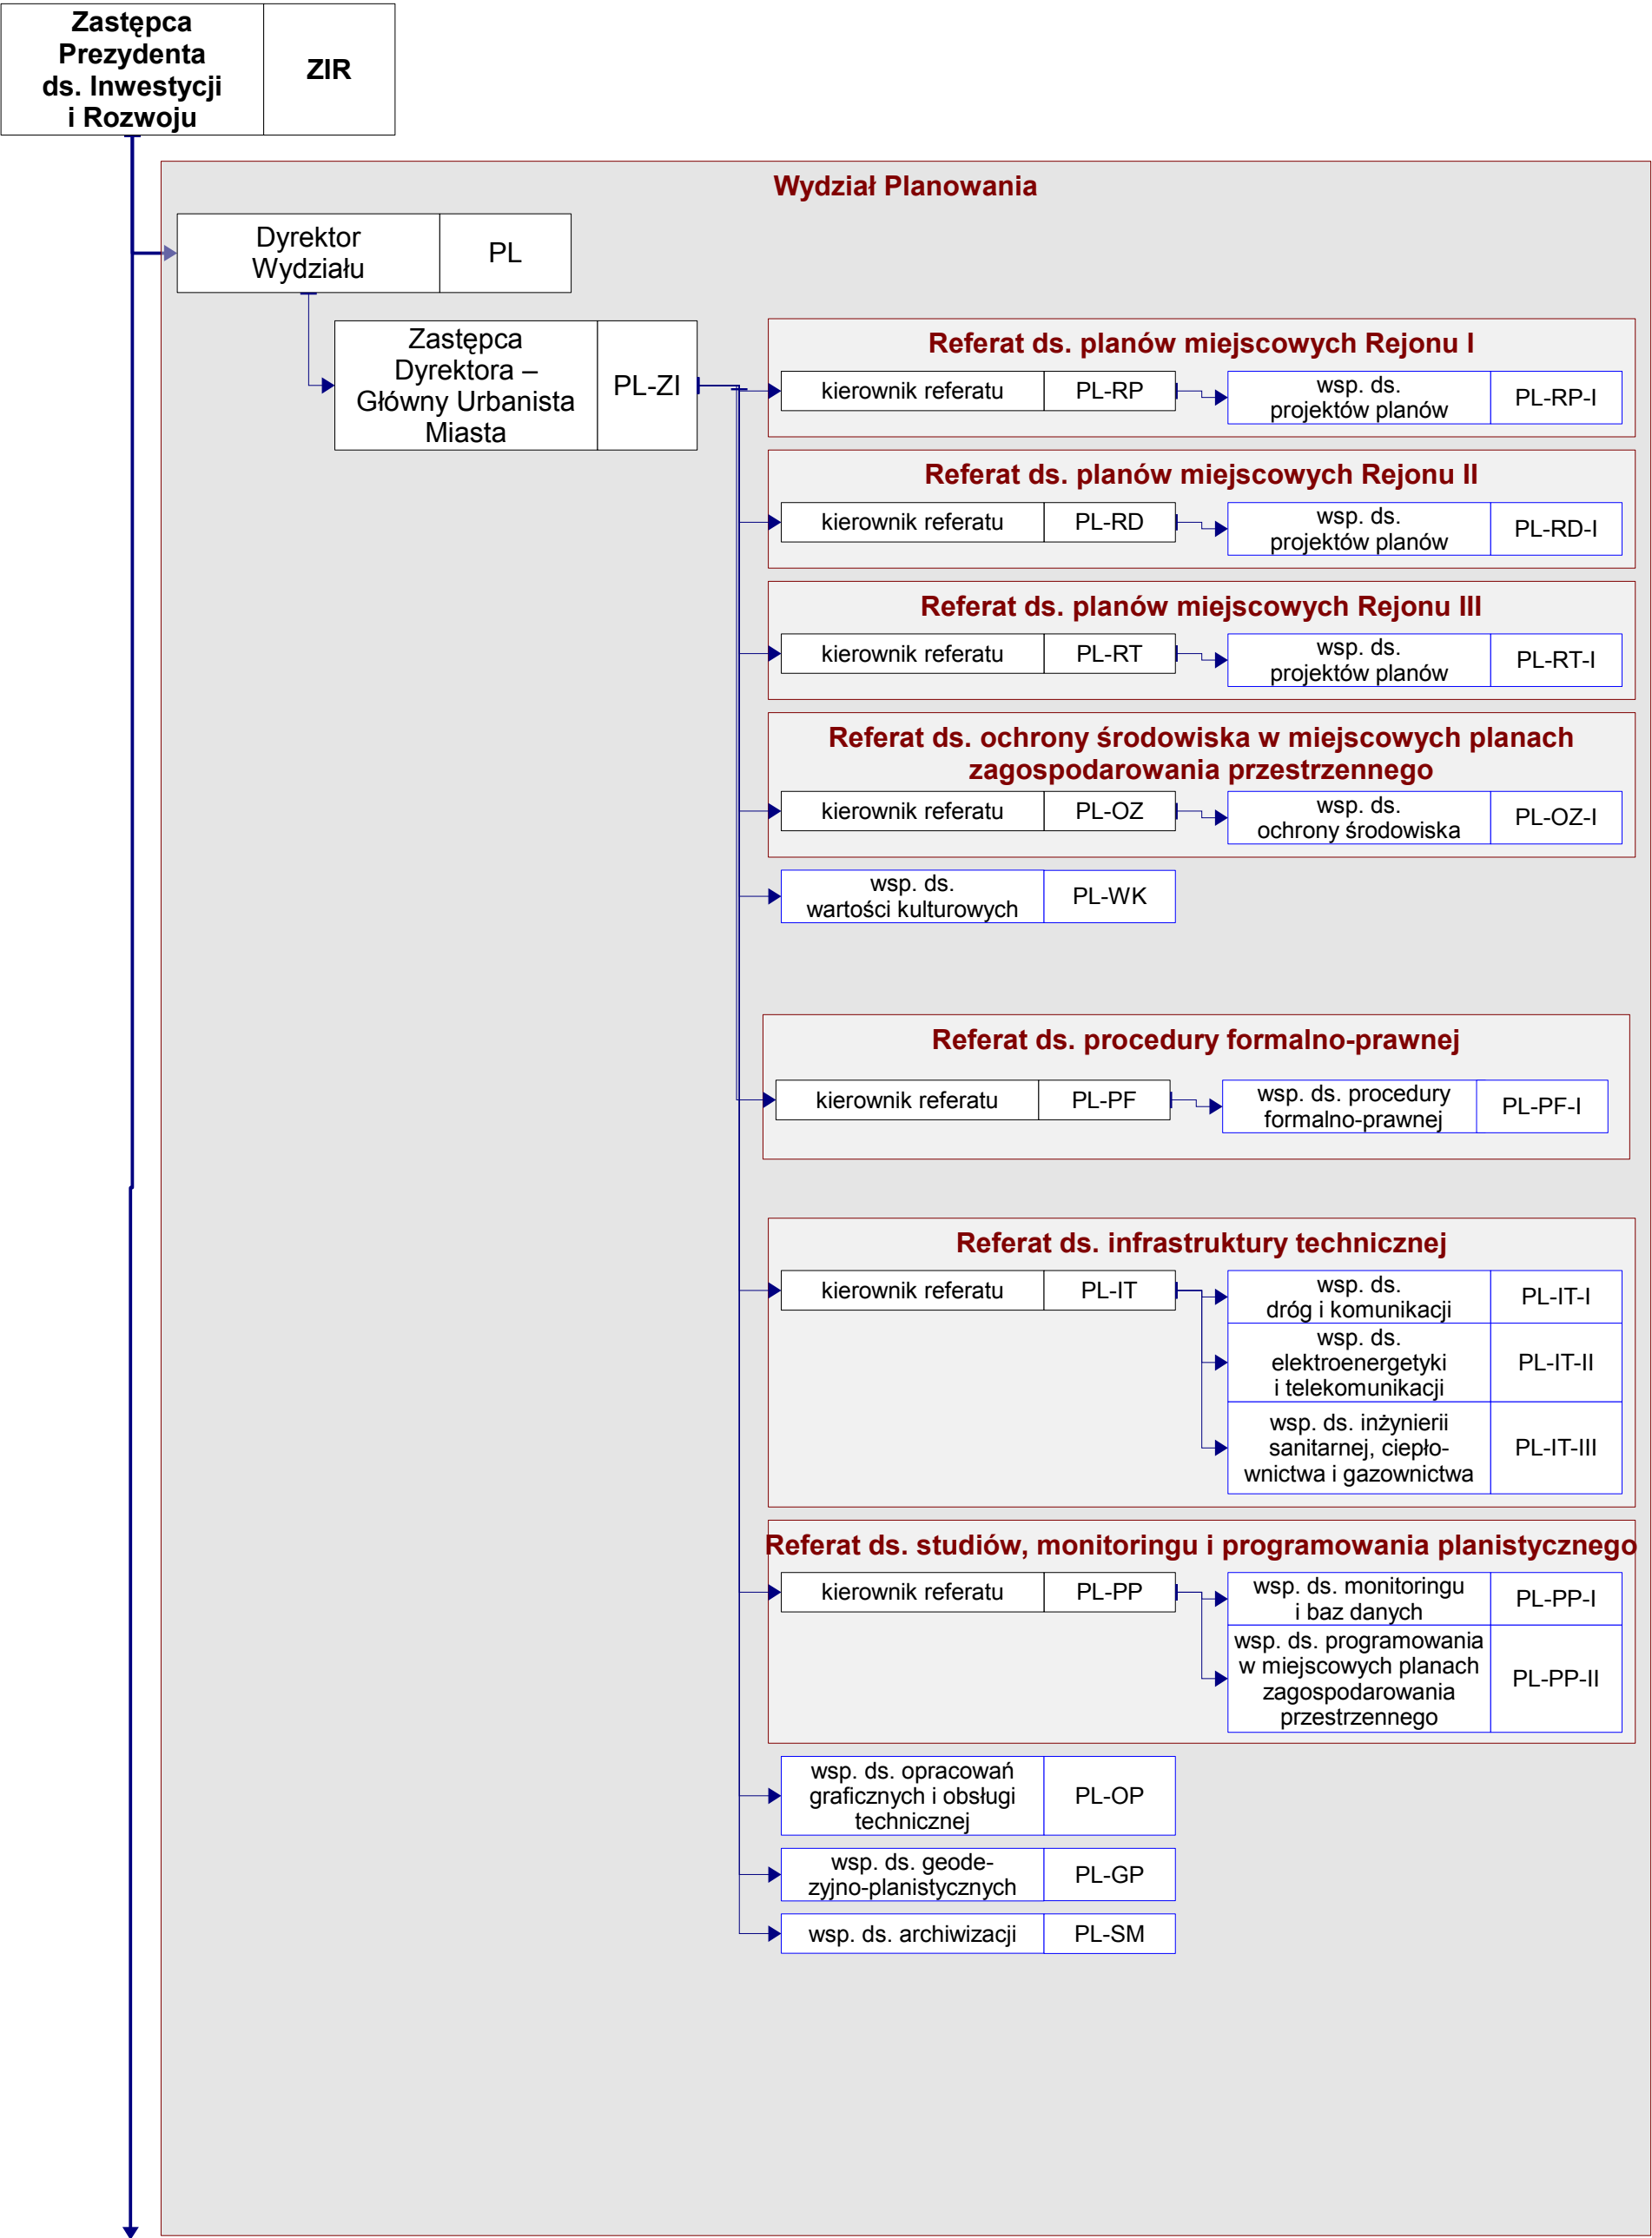 Zastępca
Prezydenta
ds. Inwestycji
i Rozwoju
ZIR
Wydział Planowania
Dyrektor
Wydziału
PL
Zastępca
Dyrektora –
Główny Urbanista
Miasta
PL-ZI
Referat ds. planów miejscowych Rejonu I
kierownik referatu
PL-RP
wsp. ds.
projektów planów
PL-RP-I
Referat ds. planów miejscowych Rejonu II
kierownik referatu
PL-RD
wsp. ds.
projektów planów
PL-RD-I
Referat ds. planów miejscowych Rejonu III
kierownik referatu
PL-RT
wsp. ds.
projektów planów
PL-RT-I
Referat ds. ochrony środowiska w miejscowych planach
zagospodarowania przestrzennego
kierownik referatu
PL-OZ
wsp. ds.
ochrony środowiska
PL-OZ-I
wsp. ds.
wartości kulturowych
PL-WK
Referat ds. procedury formalno-prawnej
kierownik referatu
PL-PF
wsp. ds. procedury
formalno-prawnej
PL-PF-I
Referat ds. infrastruktury technicznej
kierownik referatu
PL-IT
wsp. ds.
dróg i komunikacji
PL-IT-I
wsp. ds.
elektroenergetyki
i telekomunikacji
PL-IT-II
wsp. ds. inżynierii
sanitarnej, ciepło-
wnictwa i gazownictwa
PL-IT-III
Referat ds. studiów, monitoringu i programowania planistycznego
kierownik referatu
PL-PP
wsp. ds. monitoringu
i baz danych
PL-PP-I
wsp. ds. programowania
w miejscowych planach
zagospodarowania
przestrzennego
PL-PP-II
wsp. ds. opracowań
graficznych i obsługi
technicznej
PL-OP
wsp. ds. geode-
zyjno-planistycznych
PL-GP
wsp. ds. archiwizacji
PL-SM